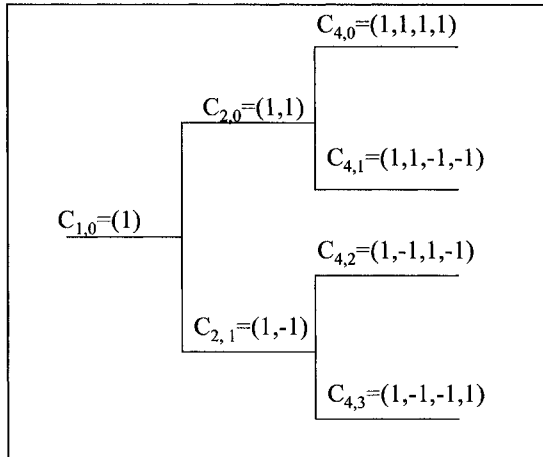 C4,0=(1,1,1,1)
C2,0=(1,1)
C4,1=(1,1,-1,-1)
C1,0=(1)
C4,2=(1,-1,1,-1)
C2, 1=(1,-1)
C4,3=(1,-1,-1,1)